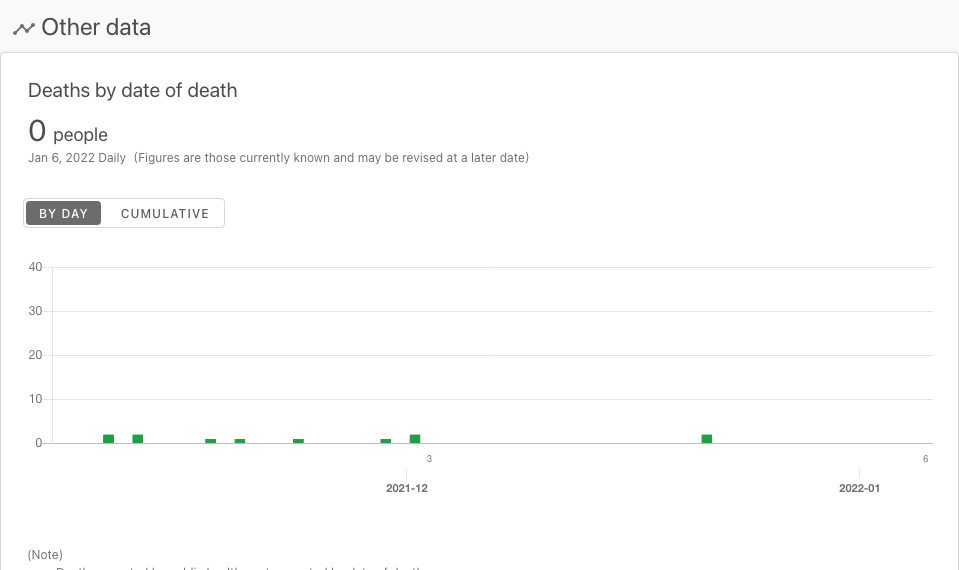 Other data
Deaths by date of death
0 people
Jan 6, 2022 Daily (Figures are those currently known and may be revised at a later date)
BY DAY CUMULATIVE
40
30
20
10
0
3 6
2021-12 2022-01
(Note)